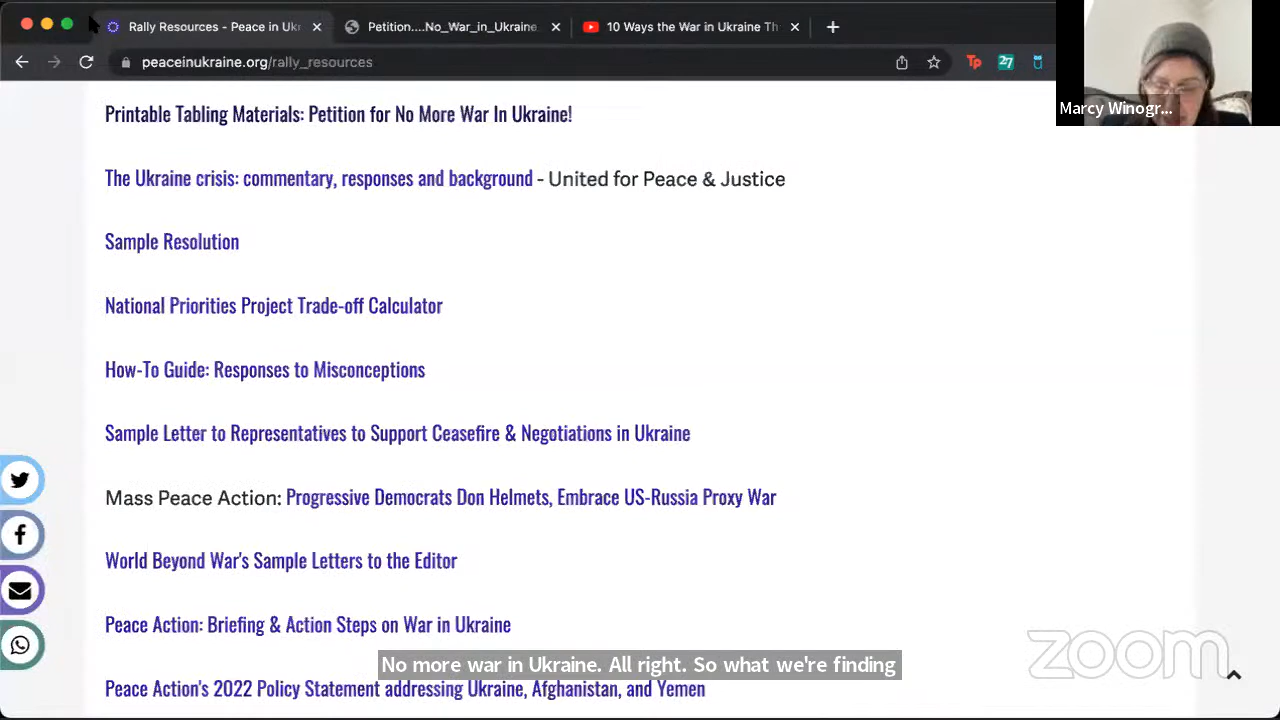 Rally Resources - Peace in Ukr
Petition....No_War_in_Ukraine
10 Ways the War in Ukraine Th
peaceinukraine.org/rally_resources
Tp
27
Marcy Winogr...
Printable Tabling Materials: Petition for No More War In Ukraine!
The Ukraine crisis: commentary, responses and background - United for Peace & Justice
Sample Resolution
National Priorities Project Trade-off Calculator
How-To Guide: Responses to Misconceptions
Sample Letter to Representatives to Support Ceasefire & Negotiations in Ukraine
Mass Peace Action: Progressive Democrats Don Helmets, Embrace US-Russia Proxy War
World Beyond War's Sample Letters to the Editor
Peace Action: Briefing & Action Steps on War in Ukraine
No more war in Ukraine. All right. So what we're finding
Peace Action's 2022 Policy Statement addressing Ukraine, Afghanistan, and Yemen
zoom